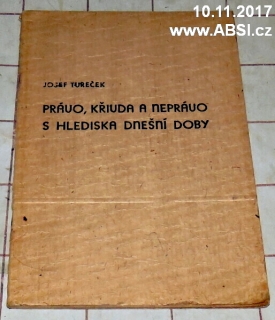 10.11.2017
www.ABSI.cz
JOSEF TUREČEK
PRÁVO, KŘIVDA A NEPRÁVO
S HLEDISKA DNEŠNÍ DOBY